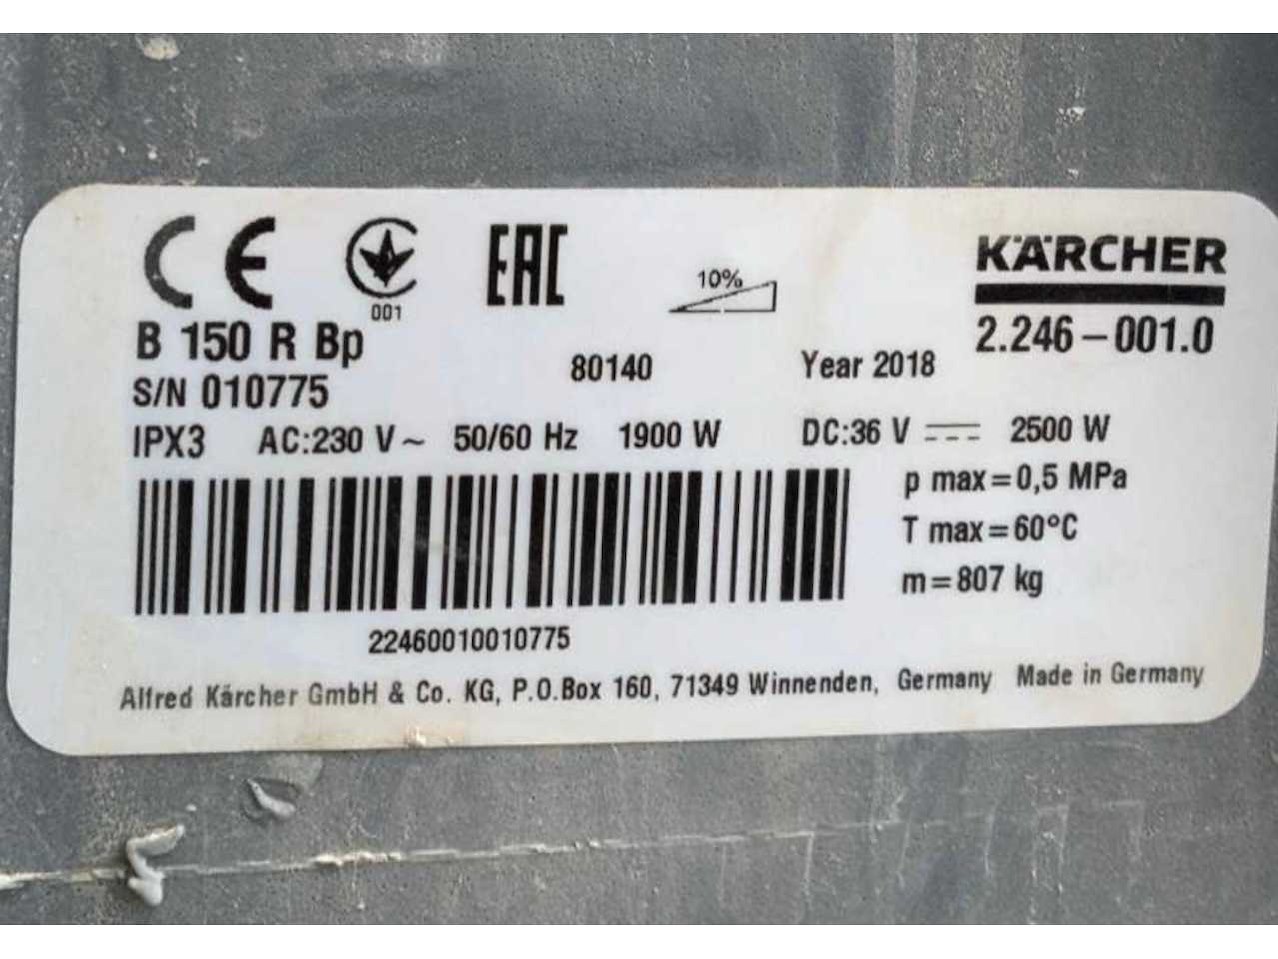 CE 001 EAC 10% KÄRCHER
B 150 R Bp 80140 Year 2018 2.246-001.0
S/N 010775
IPX3 AC:230 V~ 50/60 Hz 1900 W DC:36 V 2500 W
p max=0,5 MPa
T max=60°C
m=807 kg
22460010010775
Alfred Kärcher GmbH & Co. KG, P.O.Box 160, 71349 Winnenden, Germany Made in Germany